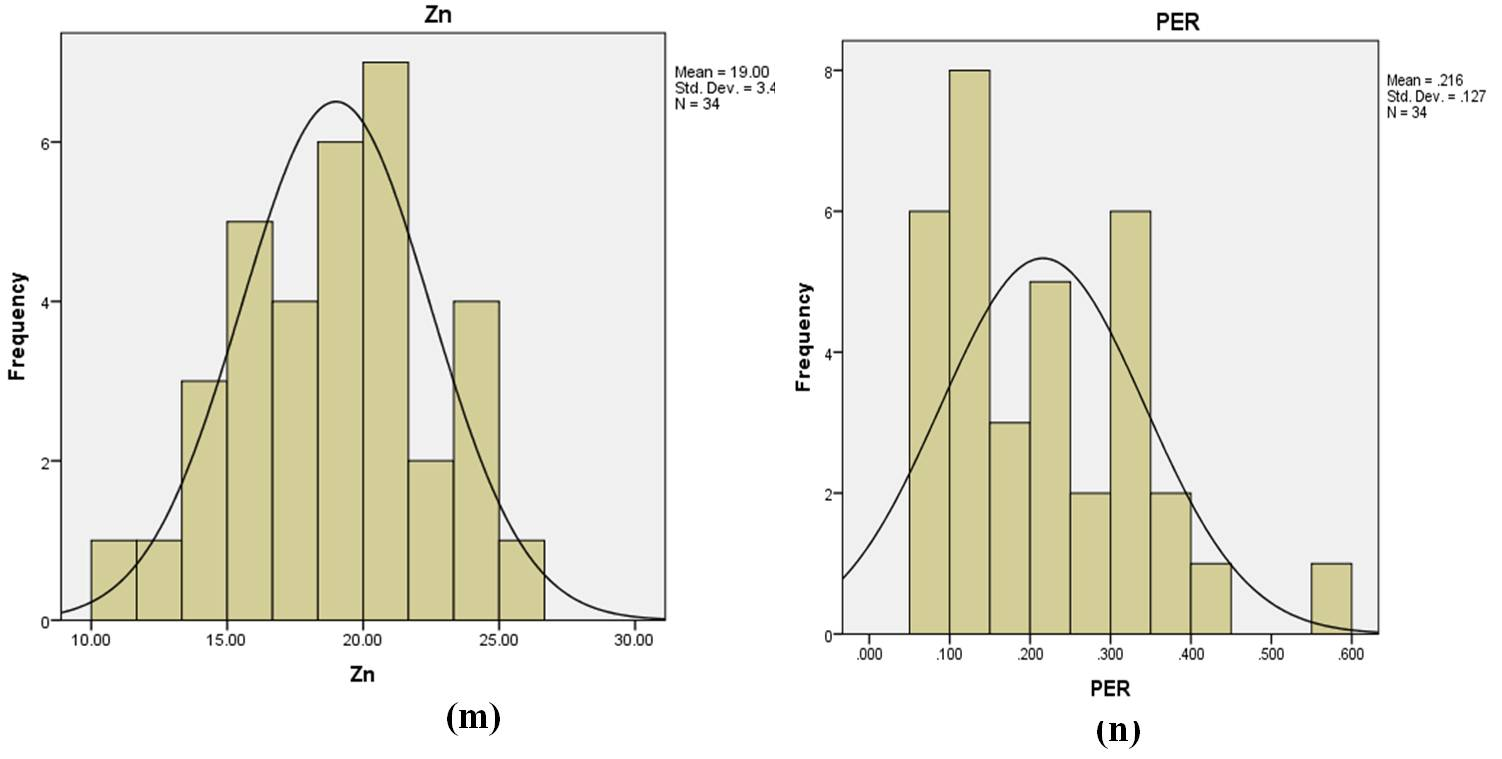 Zn
Mean = 19.00
Std. Dev. = 3.4
N = 34
Frequency
6
4
2
0
10.00 15.00 20.00 25.00 30.00
Zn
(m)
PER
Mean = .216
Std. Dev. = .127
N = 34
Frequency
8
6
4
2
0
.000 .100 .200 .300 .400 .500 .600
PER
(n)